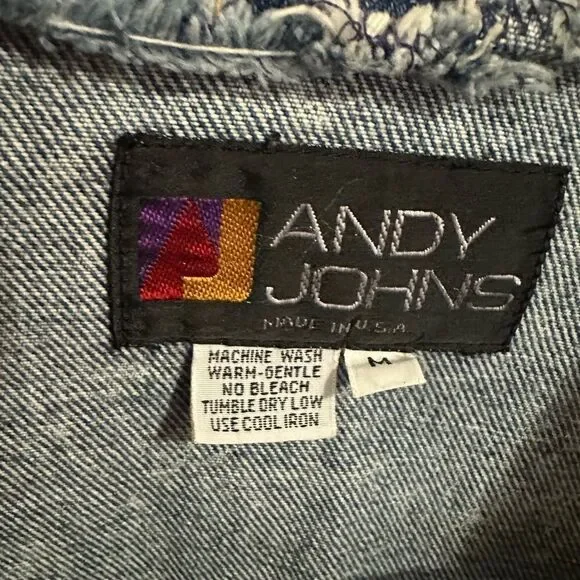 ANDY
JOHNS
MADE IN U.S.A
MACHINE WASH
WARM-GENTLE
NO BLEACH
TUMBLE DRY LOW
USE COOL IRON
M